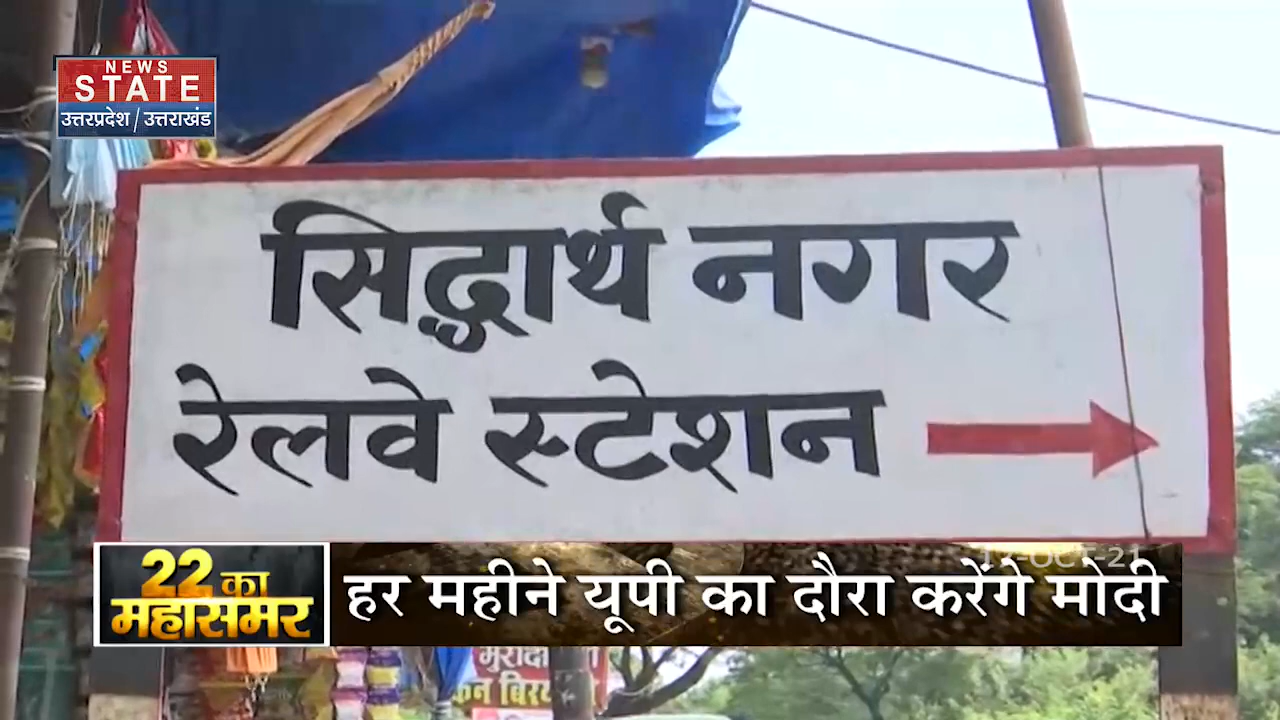 NEWS
STATE
उत्तरप्रदेश/उत्तराखंड
सिद्धार्थ नगर
रेलवे स्टेशन
22 का
महासमर
हर महीने यूपी का दौरा करेंगे मोदी